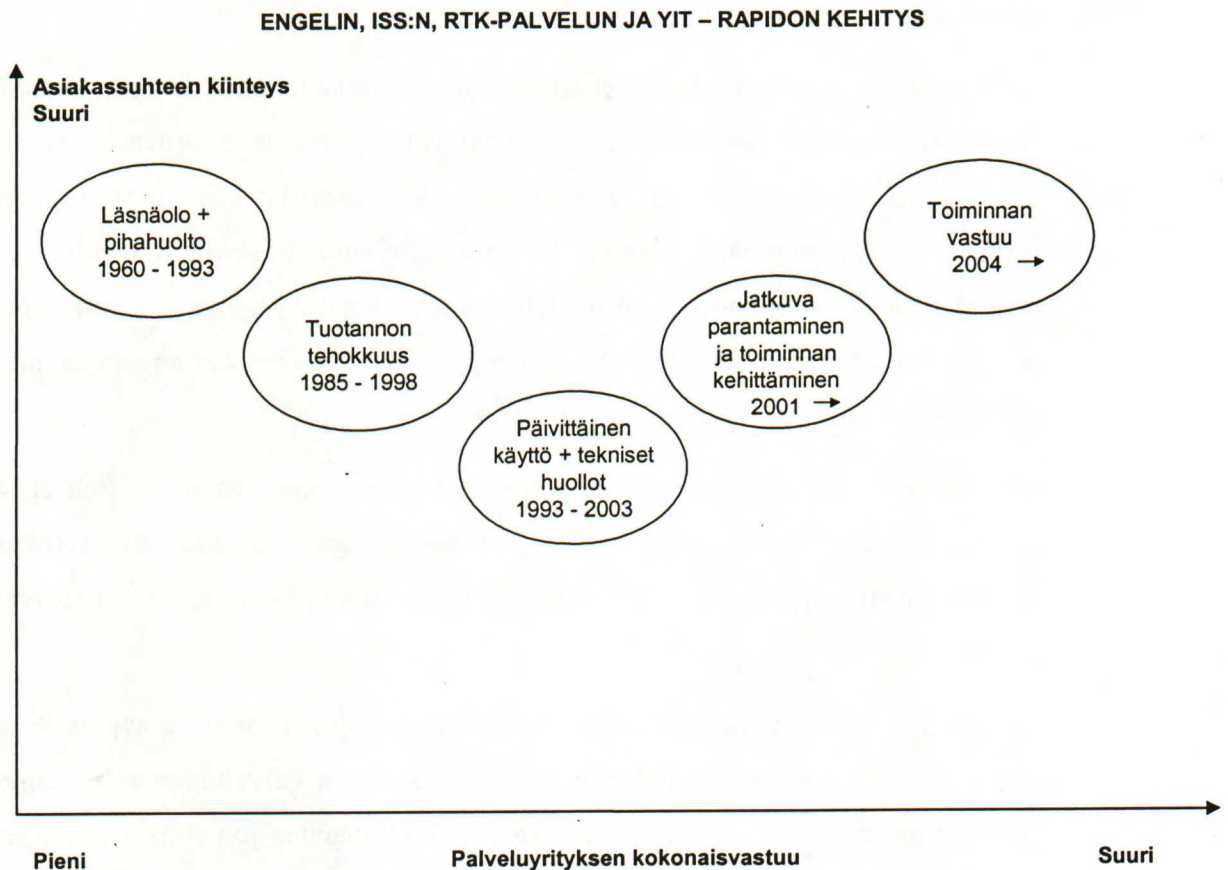 ENGELIN, ISS:N, RTK-PALVELUN JA YIT – RAPIDON KEHITYS
Asiakassuhteen kiinteys
Suuri
Läsnäolo +
pihahuolto
1960 - 1993
Tuotannon
tehokkuus
1985 - 1998
Päivittäinen
käyttö + tekniset
huollot
1993 - 2003
Jatkuva
parantaminen
ja toiminnan
kehittäminen
2001 →
Toiminnan
vastuu
2004 →
Pieni
Palveluyrityksen kokonaisvastuu
Suuri